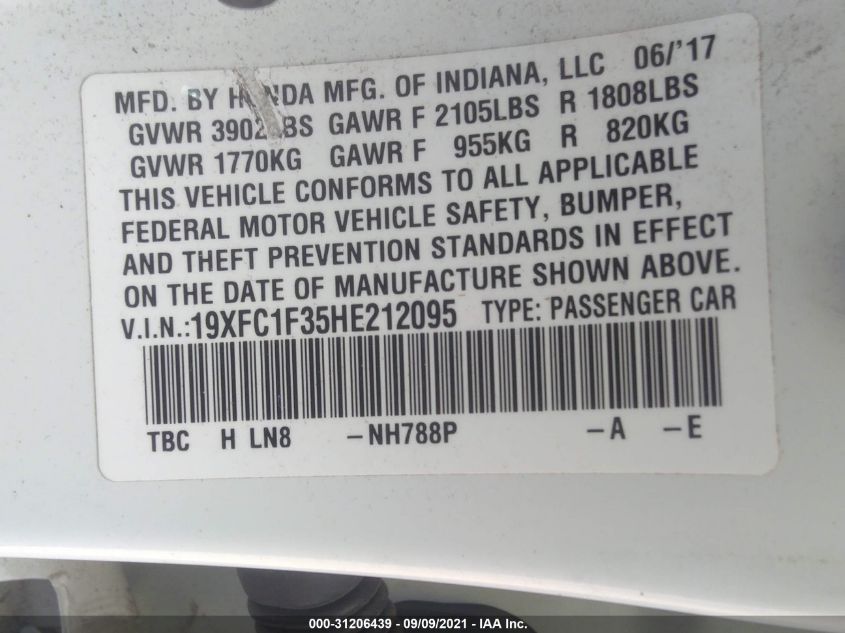 MFD. BY HONDA MFG. OF INDIANA, LLC 06/'17
GVWR 3902LBS GAWR F 2105LBS R 1808LBS
GVWR 1770KG GAWR F 955KG R 820KG
THIS VEHICLE CONFORMS TO ALL APPLICABLE
FEDERAL MOTOR VEHICLE SAFETY, BUMPER,
AND THEFT PREVENTION STANDARDS IN EFFECT
ON THE DATE OF MANUFACTURE SHOWN ABOVE.
V.I.N.:19XFC1F35HE212095 TYPE: PASSENGER CAR
TBC H LN8 -NH788P -A -E
000-31206439 - 09/09/2021 - IAA Inc.